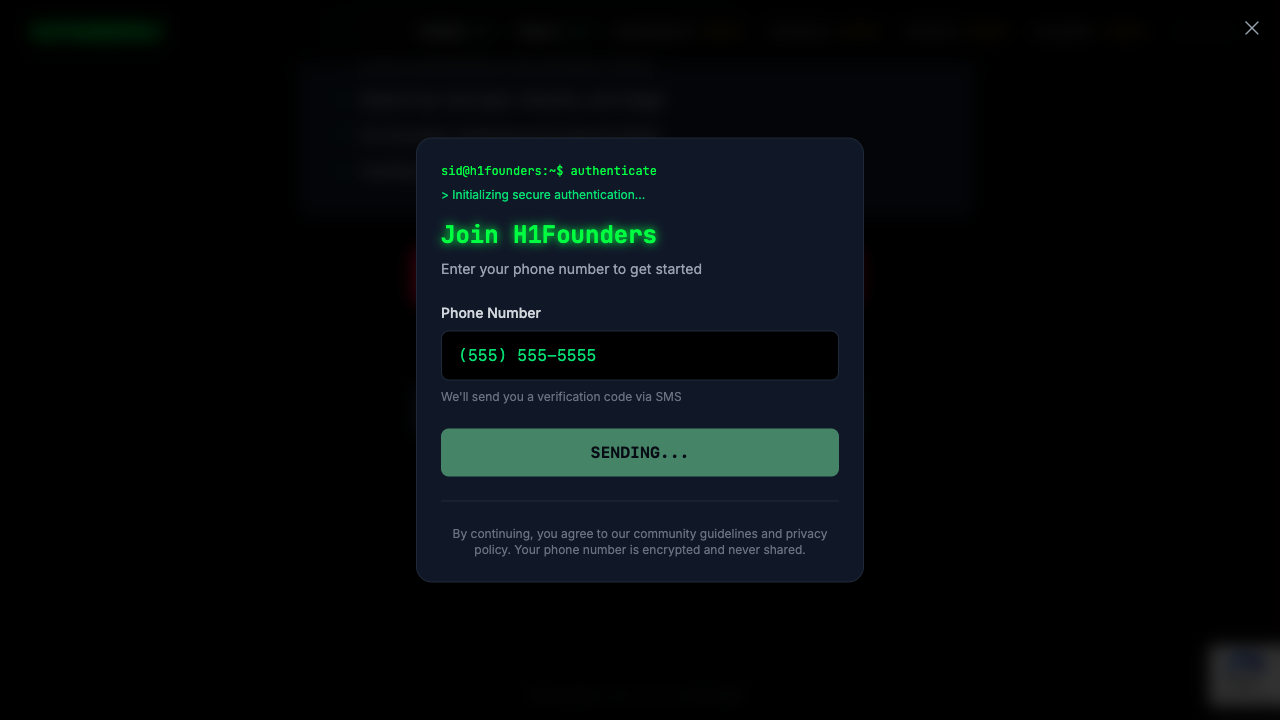 sid@h1founders:~$ authenticate
> Initializing secure authentication...
Join H1Founders
Enter your phone number to get started
Phone Number
(555) 555-5555
We'll send you a verification code via SMS
SENDING...
By continuing, you agree to our community guidelines and privacy
policy. Your phone number is encrypted and never shared.